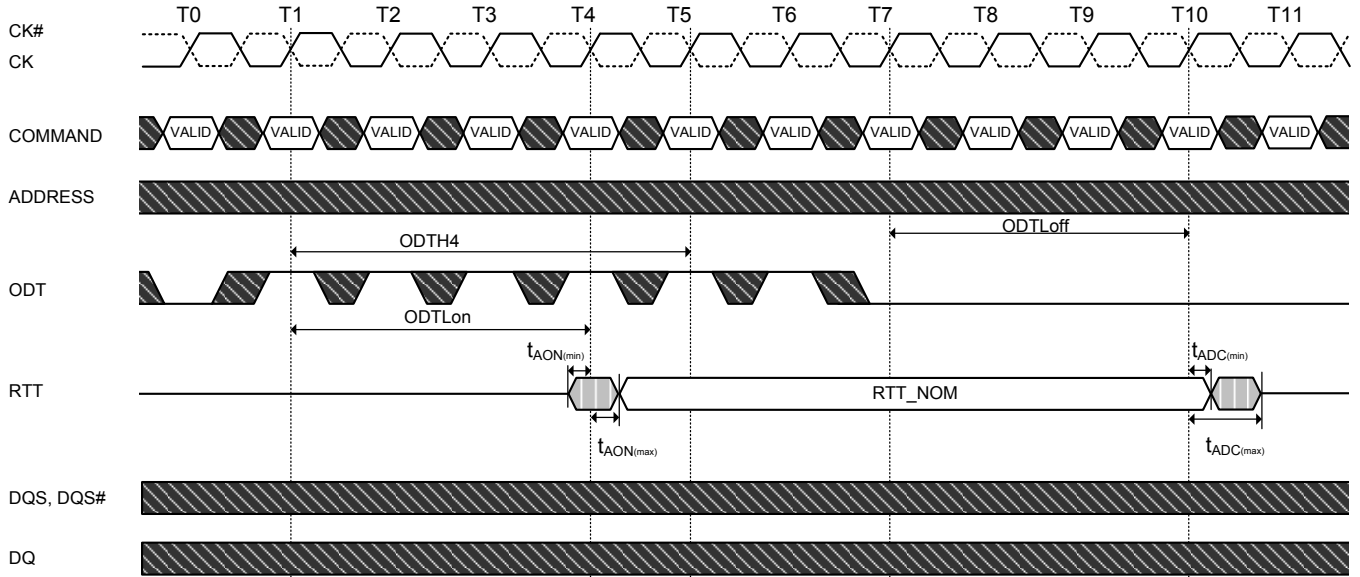 T0 T1 T2 T3 T4 T5 T6 T7 T8 T9 T10 T11
CK#
CK
COMMAND VALID VALID VALID VALID VALID VALID VALID VALID VALID VALID VALID VALID
ADDRESS
ODTLoff
ODTH4
ODT
ODTLon
tAON(min) tADC(min)
RTT RTT_NOM
tAON(max) tADC(max)
DQS, DQS#
DQ